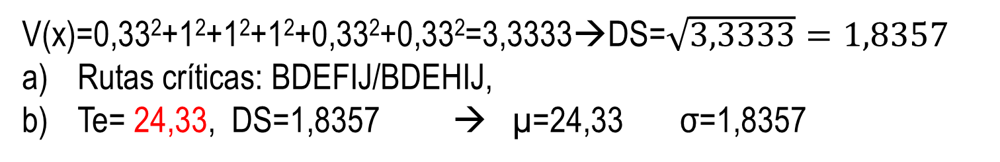 V(x)=0,33²+1²+1²+1²+0,33²+0,33²=3,3333→DS=√3,3333 = 1,8357
a) Rutas críticas: BDEFIJ/BDEHIJ,
b) Te= 24,33, DS=1,8357 → μ=24,33 σ=1,8357